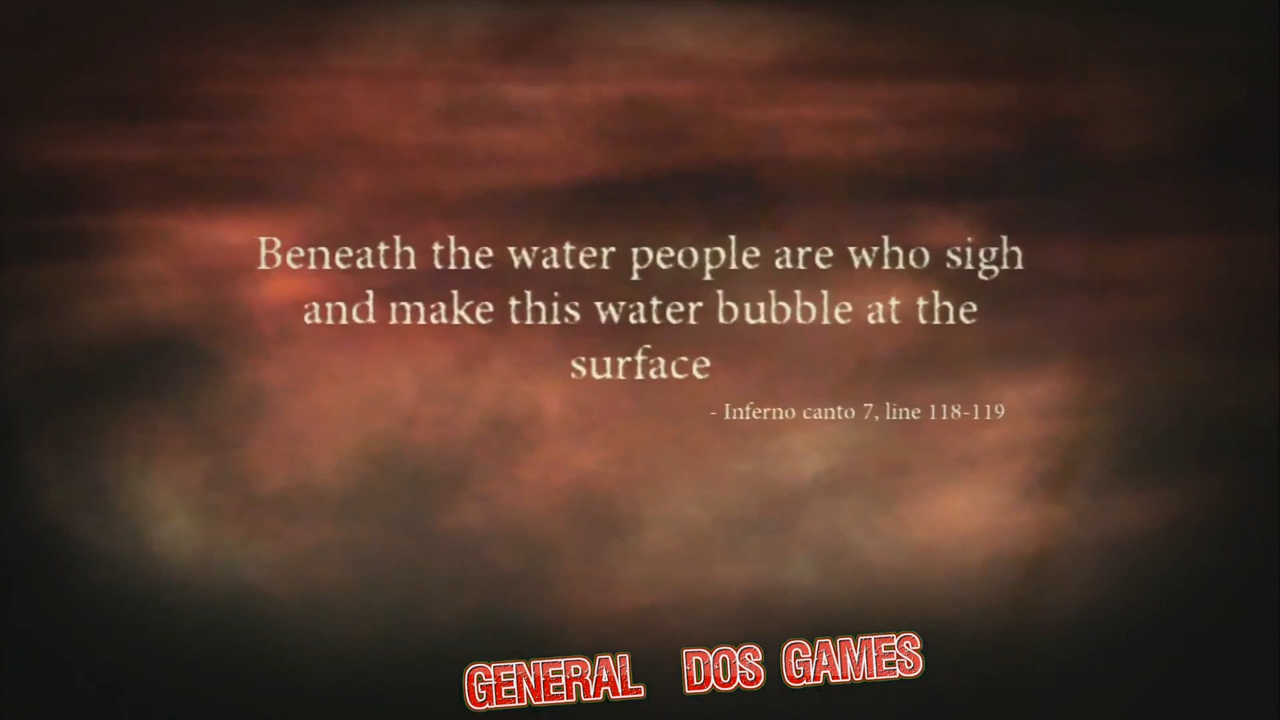 Beneath the water people are who sigh
and make this water bubble at the
surface
- Inferno canto 7, line 118-119
GENERAL DOS GAMES